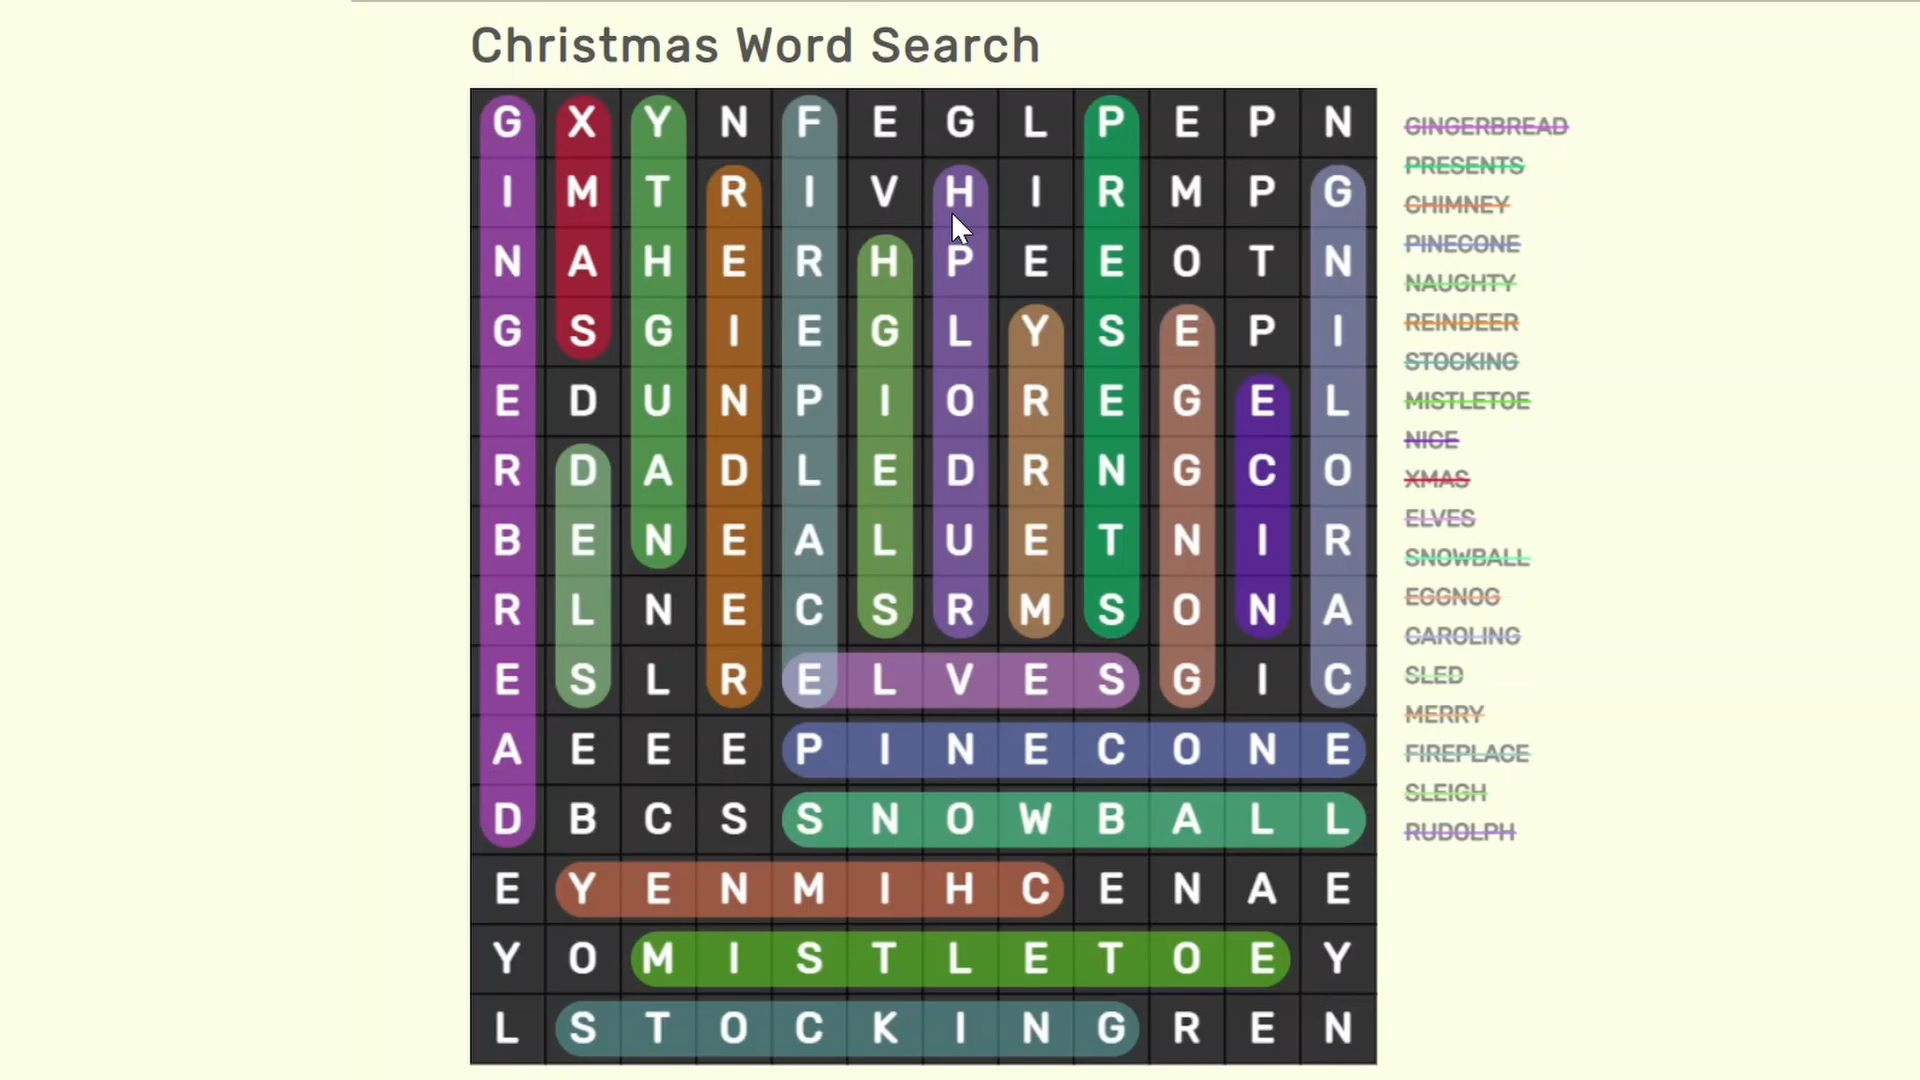 Christmas Word Search
G X Y N F E G L P E P N
I M T R I V H I R M P G
N A H E R H P E E O T N
G S G I E G L Y S E P I
E D U N P I O R E G E L
R D A D L E D R N G C O
B E N E A L U E T N I R
R L N E C S R M S O N A
E S L R E L V E S G I C
A E E E P I N E C O N E
D B C S S N O W B A L L
E Y E N M I H C E N A E
Y O M I S T L E T O E Y
L S T O C K I N G R E N
GINGERBREAD
PRESENTS
CHIMNEY
PINECONE
NAUGHTY
REINDEER
STOCKING
MISTLETOE
NICE
XMAS
ELVES
SNOWBALL
EGGNOG
CAROLING
SLED
MERRY
FIREPLACE
SLEIGH
RUDOLPH